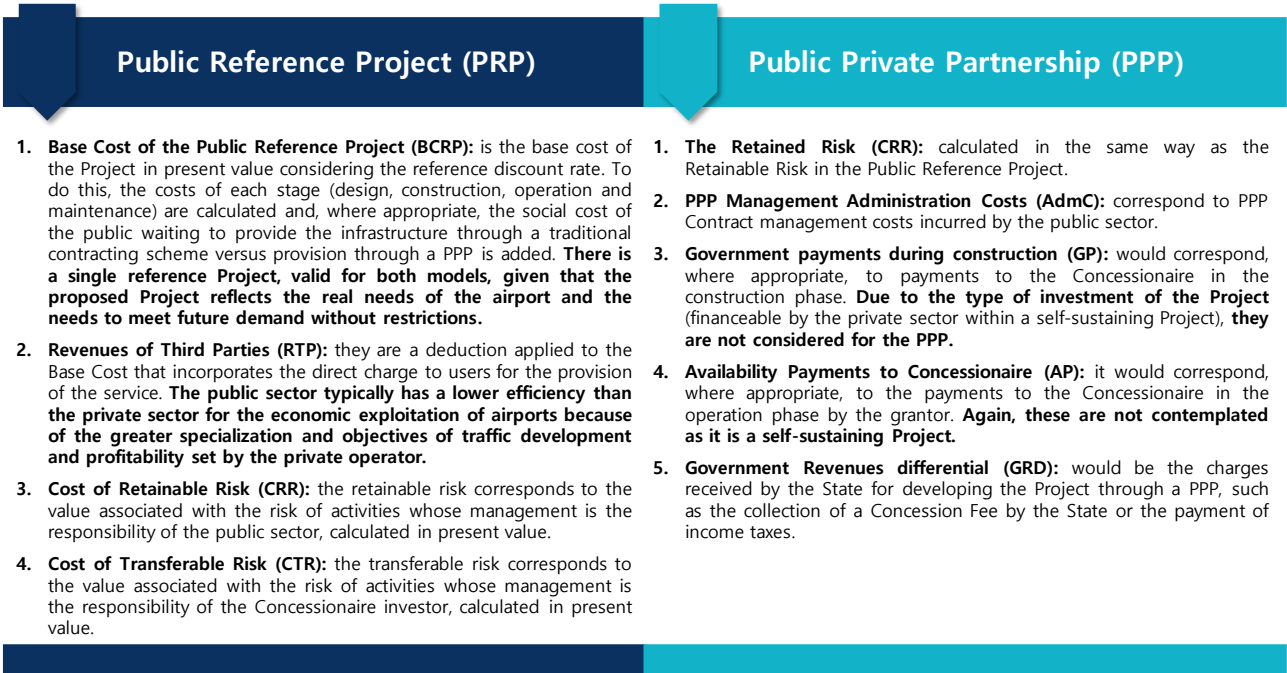 Public Reference Project (PRP)
1. Base Cost of the Public Reference Project (BCRP): is the base cost of
the Project in present value considering the reference discount rate. To
do this, the costs of each stage (design, construction, operation and
maintenance) are calculated and, where appropriate, the social cost of
the public waiting to provide the infrastructure through a traditional
contracting scheme versus provision through a PPP is added. There is
a single reference Project, valid for both models, given that the
proposed Project reflects the real needs of the airport and the
needs to meet future demand without restrictions.
2. Revenues of Third Parties (RTP): they are a deduction applied to the
Base Cost that incorporates the direct charge to users for the provision
of the service. The public sector typically has a lower efficiency than
the private sector for the economic exploitation of airports because
of the greater specialization and objectives of traffic development
and profitability set by the private operator.
3. Cost of Retainable Risk (CRR): the retainable risk corresponds to the
value associated with the risk of activities whose management is the
responsibility of the public sector, calculated in present value.
4. Cost of Transferable Risk (CTR): the transferable risk corresponds to
the value associated with the risk of activities whose management is
the responsibility of the Concessionaire investor, calculated in present
value.
Public Private Partnership (PPP)
1. The Retained Risk (CRR): calculated in the same way as the
Retainable Risk in the Public Reference Project.
2. PPP Management Administration Costs (AdmC): correspond to PPP
Contract management costs incurred by the public sector.
3. Government payments during construction (GP): would correspond,
where appropriate, to payments to the Concessionaire in the
construction phase. Due to the type of investment of the Project
(financeable by the private sector within a self-sustaining Project), they
are not considered for the PPP.
4. Availability Payments to Concessionaire (AP): it would correspond,
where appropriate, to the payments to the Concessionaire in the
operation phase by the grantor. Again, these are not contemplated
as it is a self-sustaining Project.
5. Government Revenues differential (GRD): would be the charges
received by the State for developing the Project through a PPP, such
as the collection of a Concession Fee by the State or the payment of
income taxes.